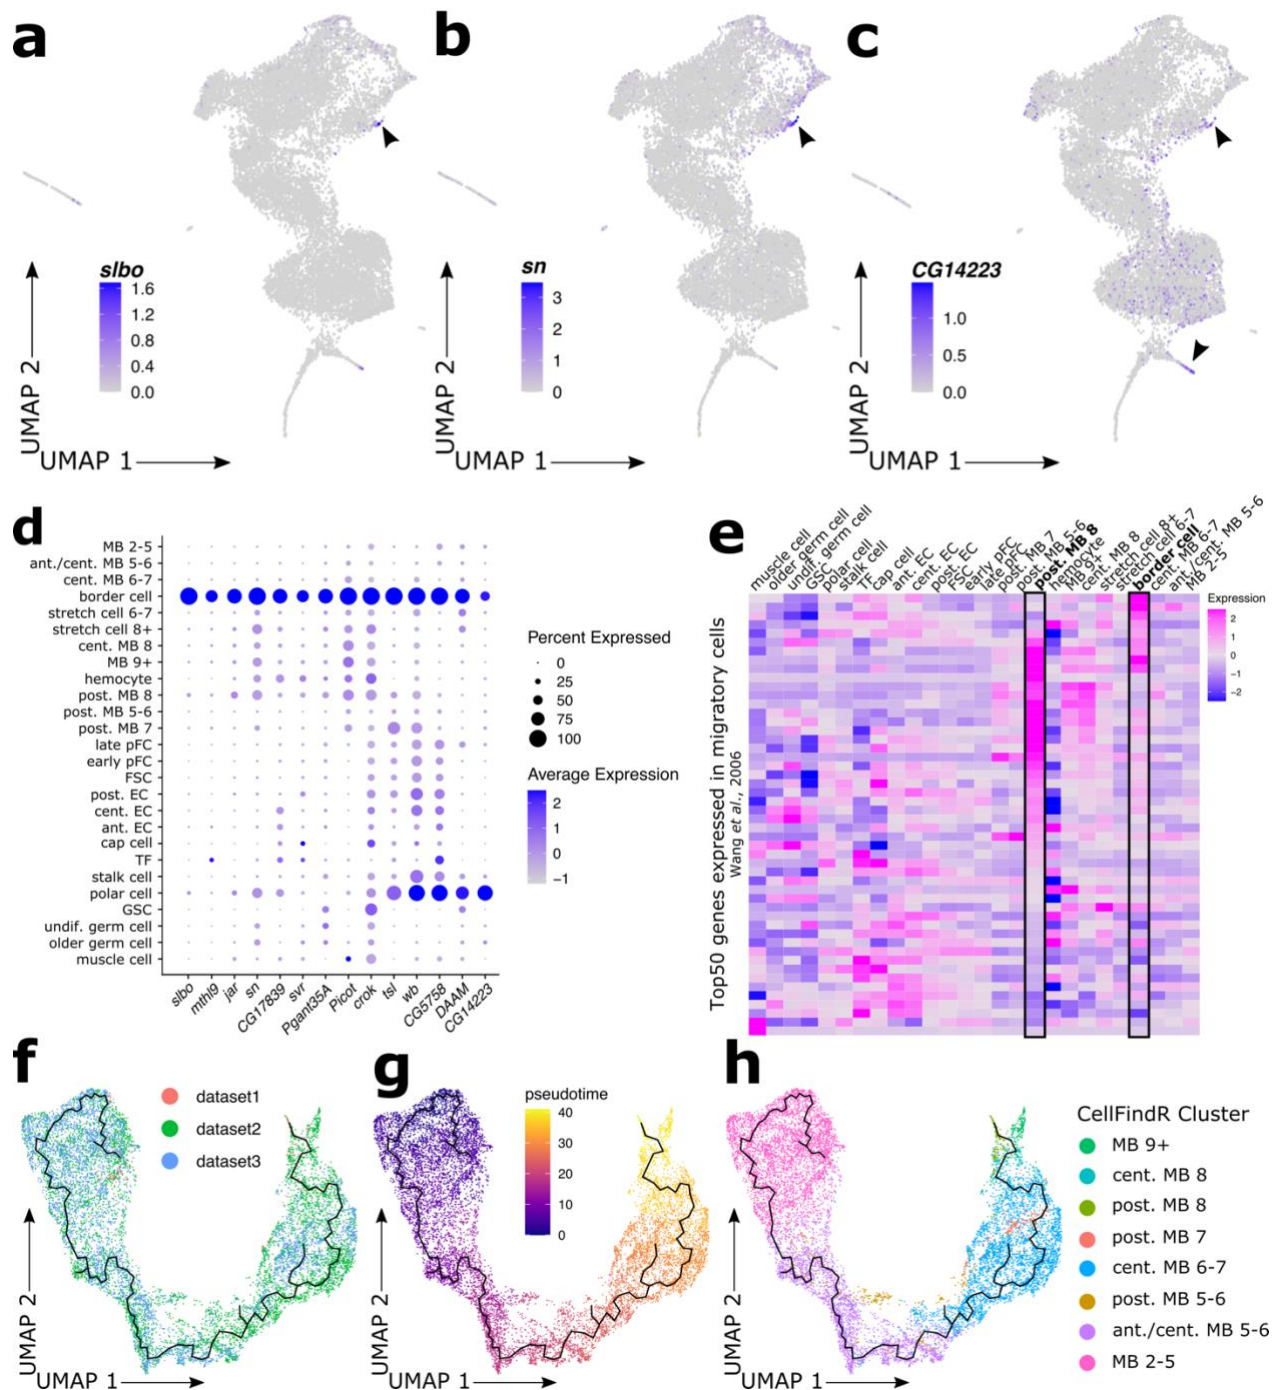 a
b
c
slbo
1.6
1.2
0.8
0.4
0.0
UMAP 2
UMAP 1
sn
3
2
1
0
UMAP 2
UMAP 1
CG14223
1.0
0.5
0.0
UMAP 2
UMAP 1
d
MB 2-5
ant./cent. MB 5-6
cent. MB 6-7
border cell
stretch cell 6-7
stretch cell 8+
cent. MB 8
MB 9+
hemocyte
post. MB 8
post. MB 5-6
post. MB 7
late pFC
early pFC
FSC
post. EC
cent. EC
ant. EC
cap cell
TF
stalk cell
polar cell
GSC
undif. germ cell
older germ cell
muscle cell
slbo
mthl9
jar
sn
CG17839
svr
Pgant35A
Picot
crok
tsl
wb
CG5758
DAAM
CG14223
Percent Expressed
0
25
50
75
100
Average Expression
2
1
0
−1
e
muscle cell
older germ cell
undif. germ cell
GSC
polar cell
stalk cell
TF
cap cell
ant. EC
cent. EC
post. EC
FSC
early pFC
late pFC
post. MB 7
post. MB 5-6
post. MB 8
hemocyte
MB 9+
cent. MB 8
stretch cell 8+
stretch cell 6-7
border cell
cent. MB 6-7
ant./cent. MB 5-6
MB 2-5
Top50 genes expressed in migratory cells
Wang et al., 2006
Expression
2
1
0
−1
−2
f
dataset1
dataset2
dataset3
UMAP 2
UMAP 1
g
pseudotime
40
30
20
10
0
UMAP 2
UMAP 1
h
CellFindR Cluster
MB 9+
cent. MB 8
post. MB 8
post. MB 7
cent. MB 6-7
post. MB 5-6
ant./cent. MB 5-6
MB 2-5
UMAP 2
UMAP 1